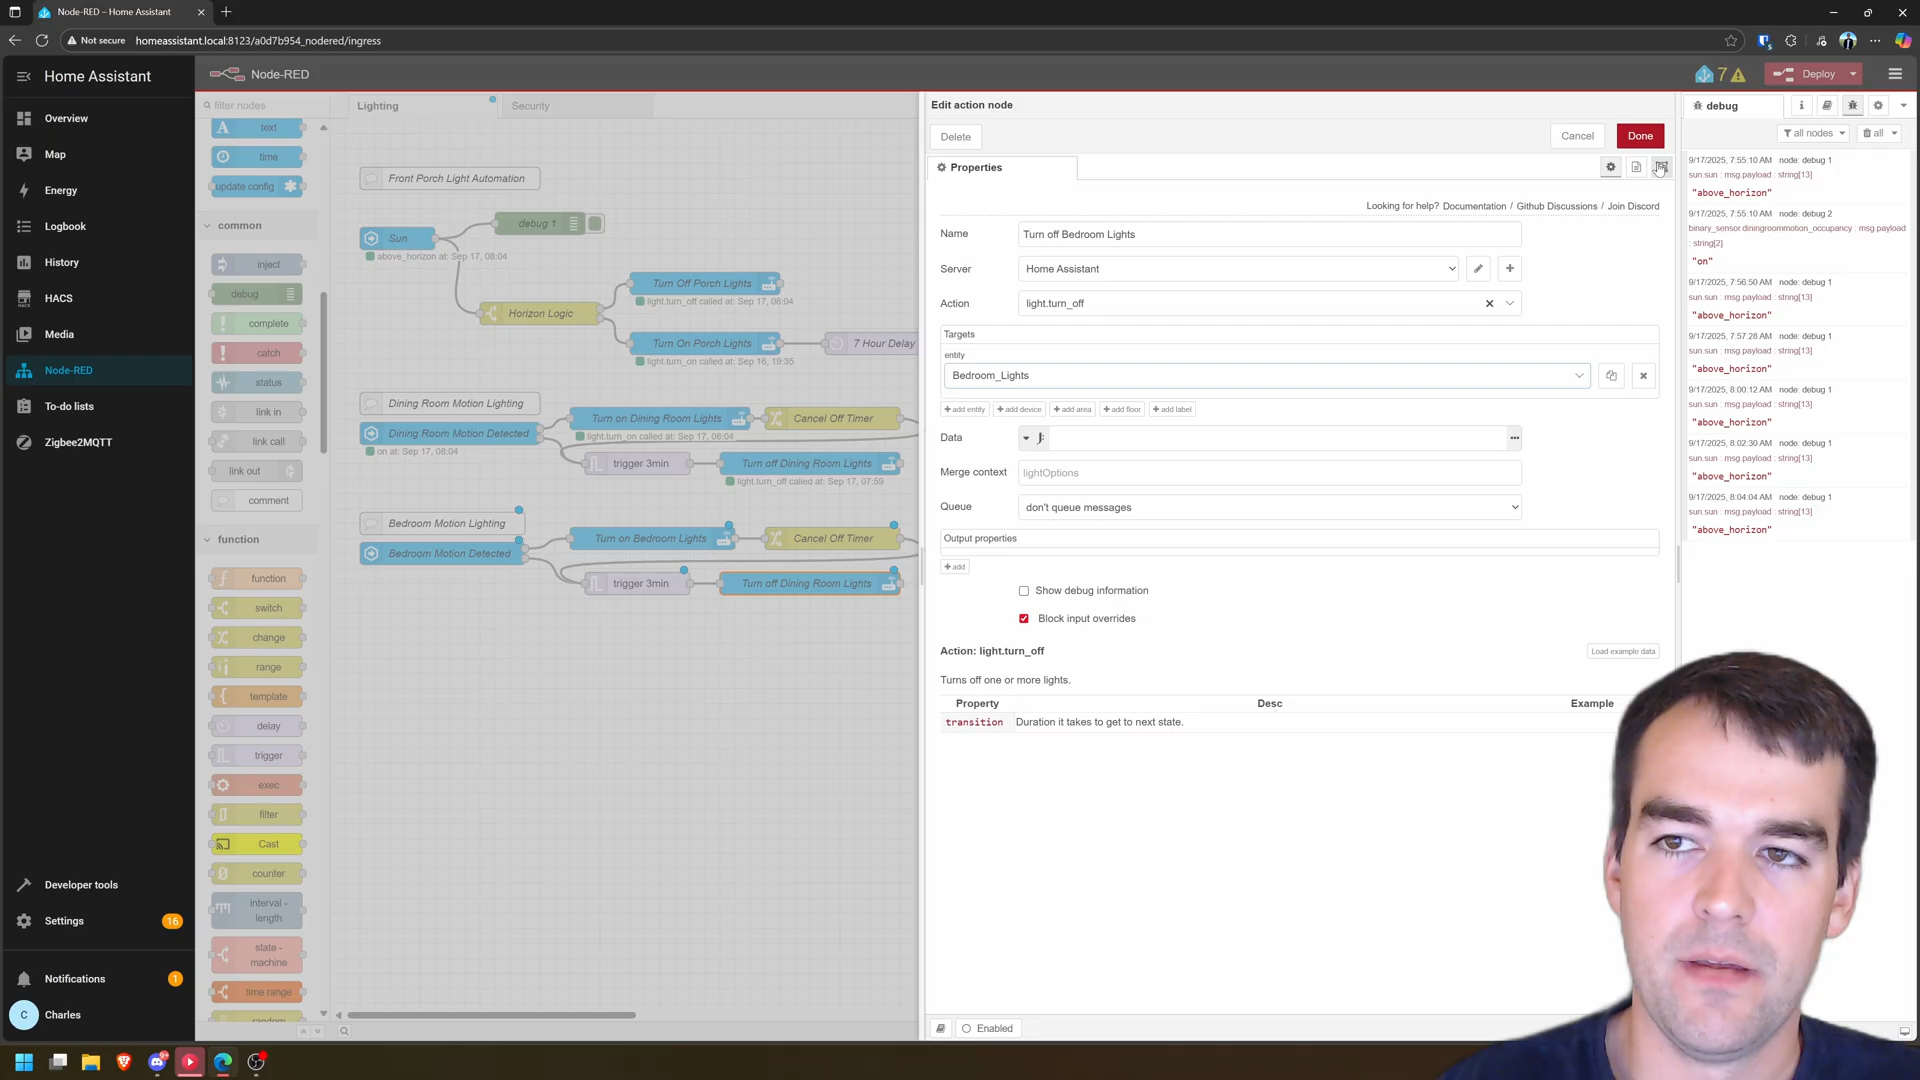 Node-RED – Home Assistant
Not secure homeassistant.local:8123/a0d7b954_nodered/ingress
Home Assistant
Node-RED
7
Deploy
Overview
Map
Energy
Logbook
History
HACS
Media
Node-RED
To-do lists
Zigbee2MQTT
Developer tools
Settings
16
Notifications
1
C
Charles
filter nodes
text
time
update config
common
inject
debug
complete
catch
status
link in
link call
link out
comment
function
function
switch
change
range
template
delay
trigger
exec
filter
Cast
counter
interval -
length
state -
machine
time range
random
Lighting
Security
Front Porch Light Automation
debug 1
Sun
above_horizon at: Sep 17, 08:04
Turn Off Porch Lights
light.turn_off called at: Sep 17, 08:04
Horizon Logic
Turn On Porch Lights
7 Hour Delay
light.turn_on called at: Sep 16, 19:35
Dining Room Motion Lighting
Turn on Dining Room Lights
Cancel Off Timer
Dining Room Motion Detected
light.turn_on called at: Sep 17, 08:04
on at: Sep 17, 08:04
trigger 3min
Turn off Dining Room Lights
light.turn_off called at: Sep 17, 07:59
Bedroom Motion Lighting
Turn on Bedroom Lights
Cancel Off Timer
Bedroom Motion Detected
trigger 3min
Turn off Dining Room Lights
Edit action node
Delete
Cancel
Done
Properties
Looking for help? Documentation / Github Discussions / Join Discord
Name
Turn off Bedroom Lights
Server
Home Assistant
Action
light.turn_off
Targets
entity
Bedroom_Lights
add entity
add device
add area
add floor
add label
Data
J:
Merge context
lightOptions
Queue
don't queue messages
Output properties
add
Show debug information
Block input overrides
Action: light.turn_off
Load example data
Turns off one or more lights.
Property
Desc
Example
transition
Duration it takes to get to next state.
Enabled
debug
all nodes
all
9/17/2025, 7:55:10 AM node: debug 1
sun.sun : msg.payload : string[13]
"above_horizon"
9/17/2025, 7:55:10 AM node: debug 2
binary_sensor.diningroommotion_occupancy : msg.payload
: string[2]
"on"
9/17/2025, 7:56:50 AM node: debug 1
sun.sun : msg.payload : string[13]
"above_horizon"
9/17/2025, 7:57:28 AM node: debug 1
sun.sun : msg.payload : string[13]
"above_horizon"
9/17/2025, 8:00:12 AM node: debug 1
sun.sun : msg.payload : string[13]
"above_horizon"
9/17/2025, 8:02:30 AM node: debug 1
sun.sun : msg.payload : string[13]
"above_horizon"
9/17/2025, 8:04:04 AM node: debug 1
sun.sun : msg.payload : string[13]
"above_horizon"